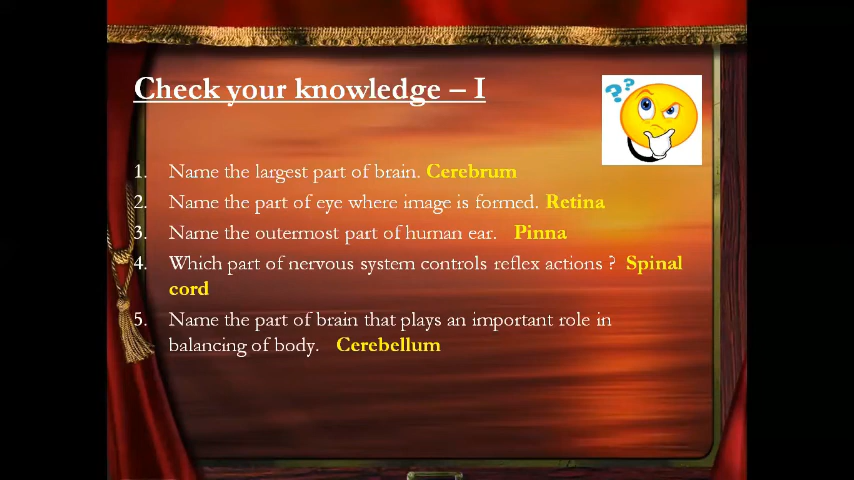 Check your knowledge – I
??
1. Name the largest part of brain. Cerebrum
2. Name the part of eye where image is formed. Retina
3. Name the outermost part of human ear. Pinna
4. Which part of nervous system controls reflex actions ? Spinal
cord
5. Name the part of brain that plays an important role in
balancing of body. Cerebellum